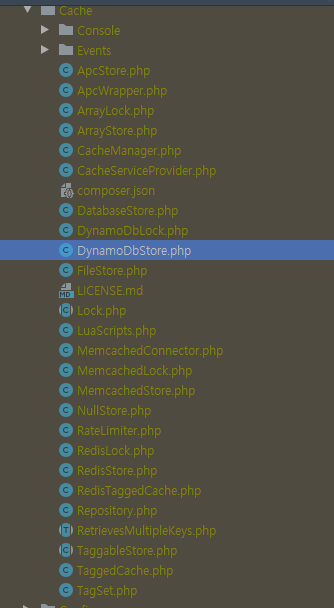 Cache
Console
Events
ApcStore.php
ApcWrapper.php
ArrayLock.php
ArrayStore.php
CacheManager.php
CacheServiceProvider.php
composer.json
DatabaseStore.php
DynamoDbLock.php
DynamoDbStore.php
FileStore.php
LICENSE.md
Lock.php
LuaScripts.php
MemcachedConnector.php
MemcachedLock.php
MemcachedStore.php
NullStore.php
RateLimiter.php
RedisLock.php
RedisStore.php
RedisTaggedCache.php
Repository.php
RetrievesMultipleKeys.php
TaggableStore.php
TaggedCache.php
TagSet.php